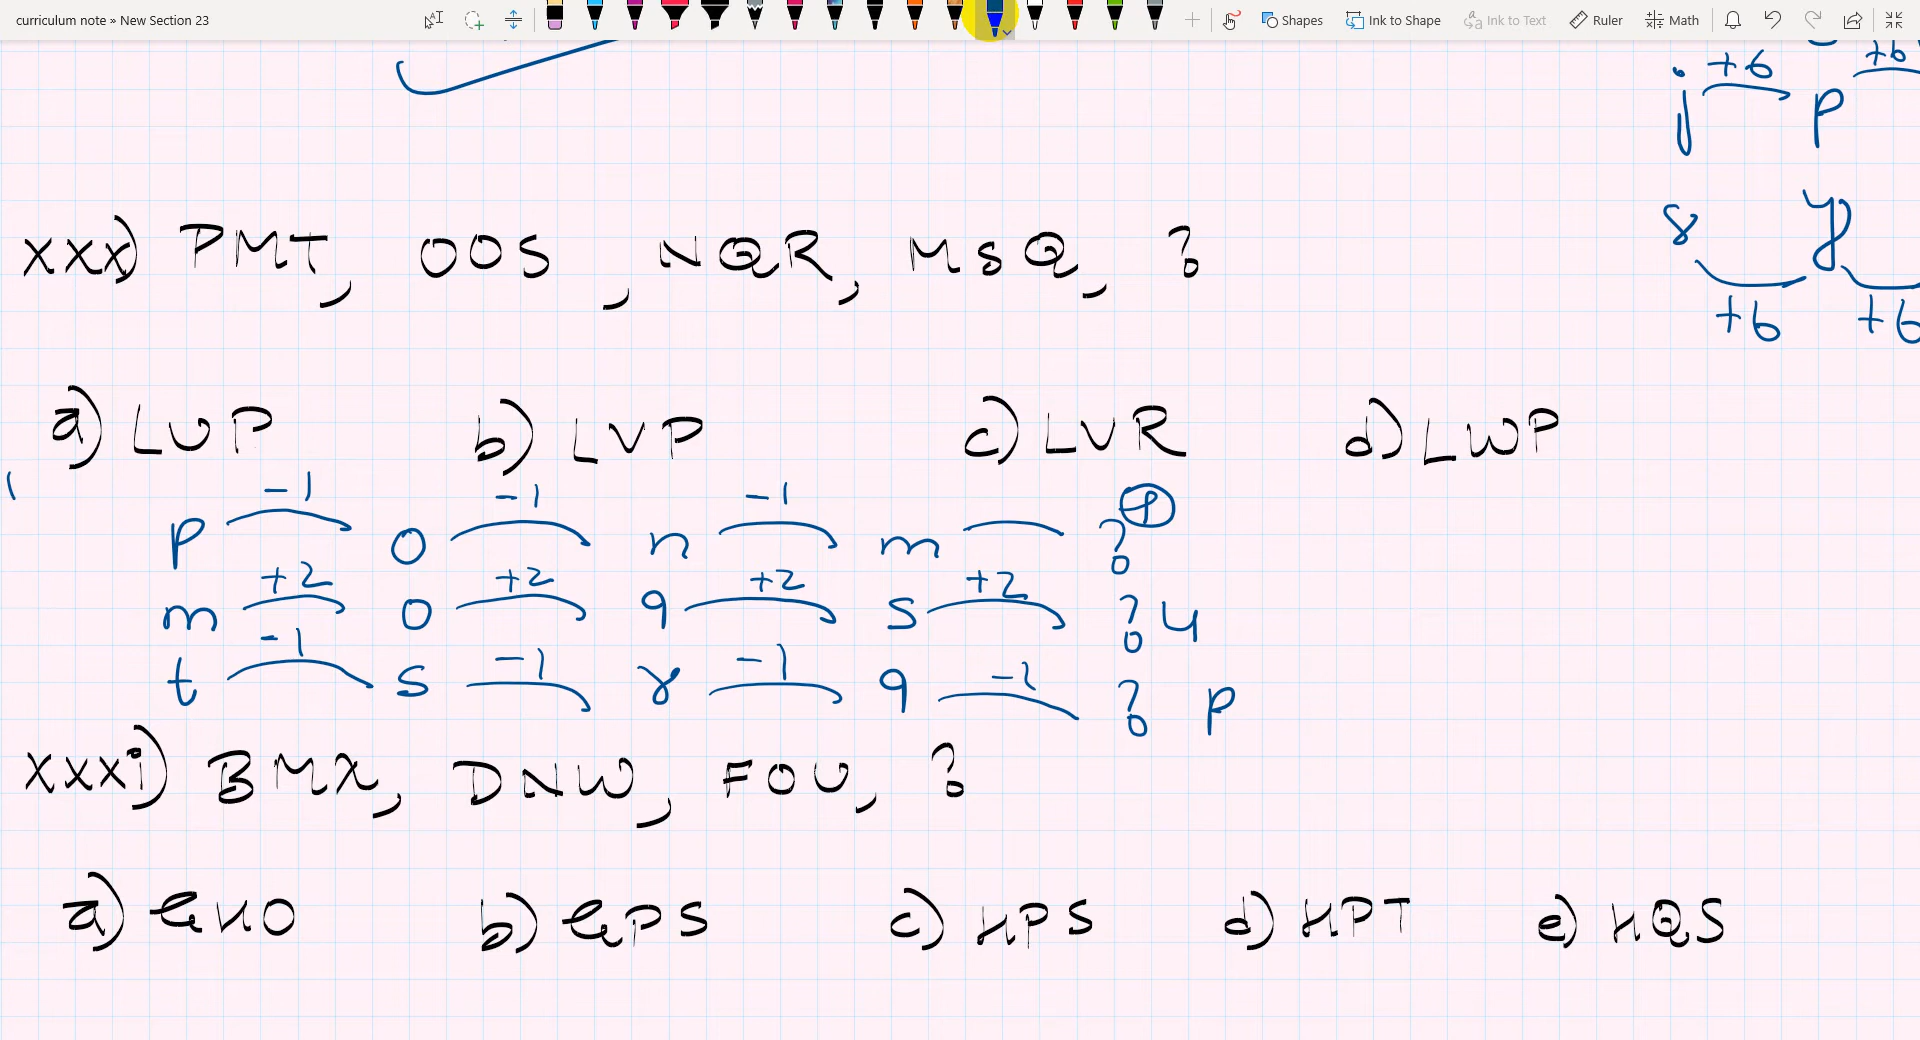 curriculum note » New Section 23 Shapes Ink to Shape Ink to Text Ruler Math
+6 +6
j p
xxx) PMT, OOS, NQR, MSQ, ?
8 y
+6 +6
a) LUP b) LVP c) LVR d) LWP
-1 -1 -1
p o n m ?
+2 +2 +2 +2
m o q s ? u
-1 -1 -1 -1
t s r q ? p
xxxi) BMX, DNW, FOU, ?
a) GHO b) GPS c) HPS d) HPT e) HQS